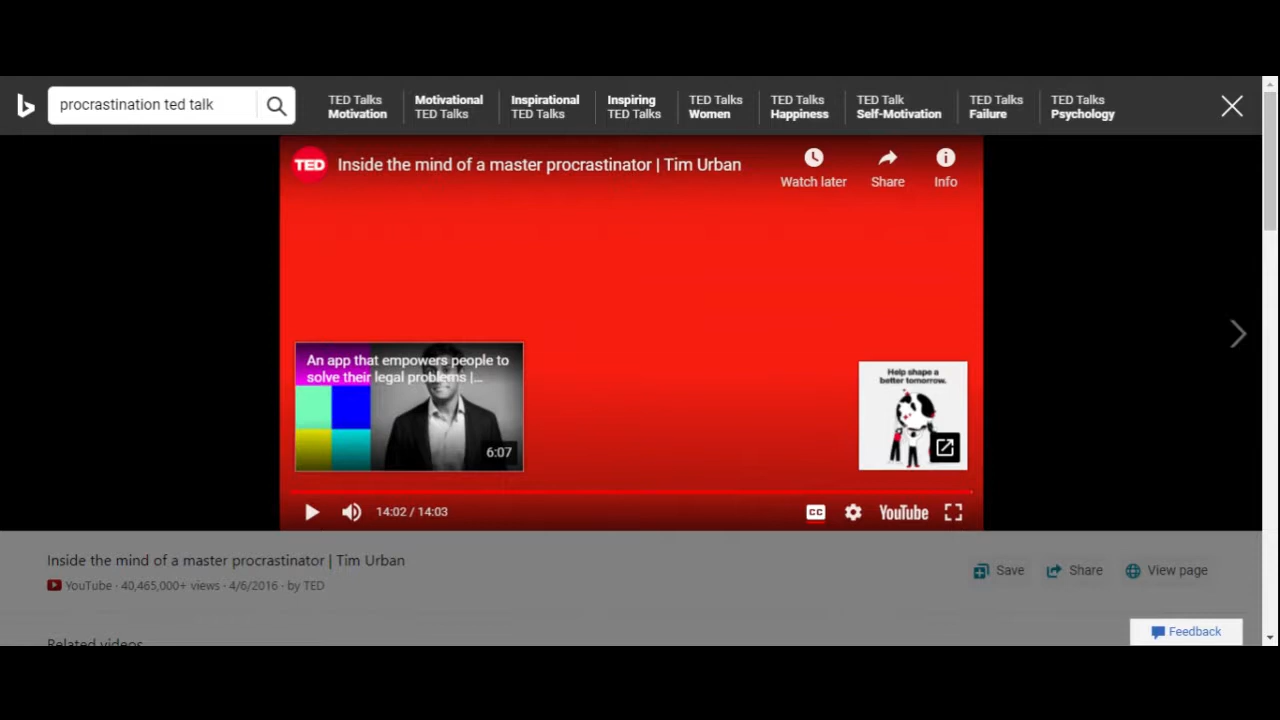 procrastination ted talk
TED Talks
Motivation
Motivational
TED Talks
Inspirational
TED Talks
Inspiring
TED Talks
TED Talks
Women
TED Talks
Happiness
TED Talk
Self-Motivation
TED Talks
Failure
TED Talks
Psychology
TED
Inside the mind of a master procrastinator | Tim Urban
Watch later
Share
Info
An app that empowers people to
solve their legal problems |...
6:07
Help shape a
better tomorrow.
14:02 / 14:03
CC
YouTube
Inside the mind of a master procrastinator | Tim Urban
YouTube · 40,465,000+ views · 4/6/2016 · by TED
Save
Share
View page
Related videos
Feedback